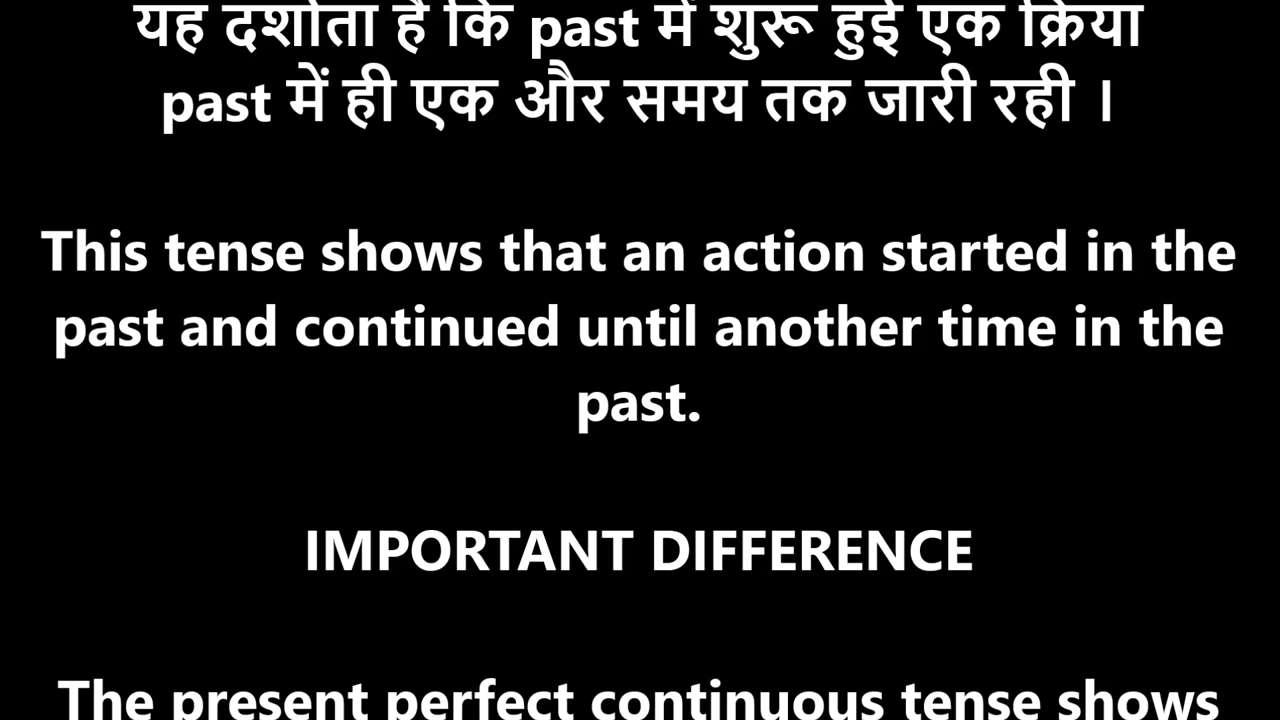 यह दर्शाता है कि past में शुरू हुई एक क्रिया
past में ही एक और समय तक जारी रही ।
This tense shows that an action started in the
past and continued until another time in the
past.
IMPORTANT DIFFERENCE
The present perfect continuous tense shows